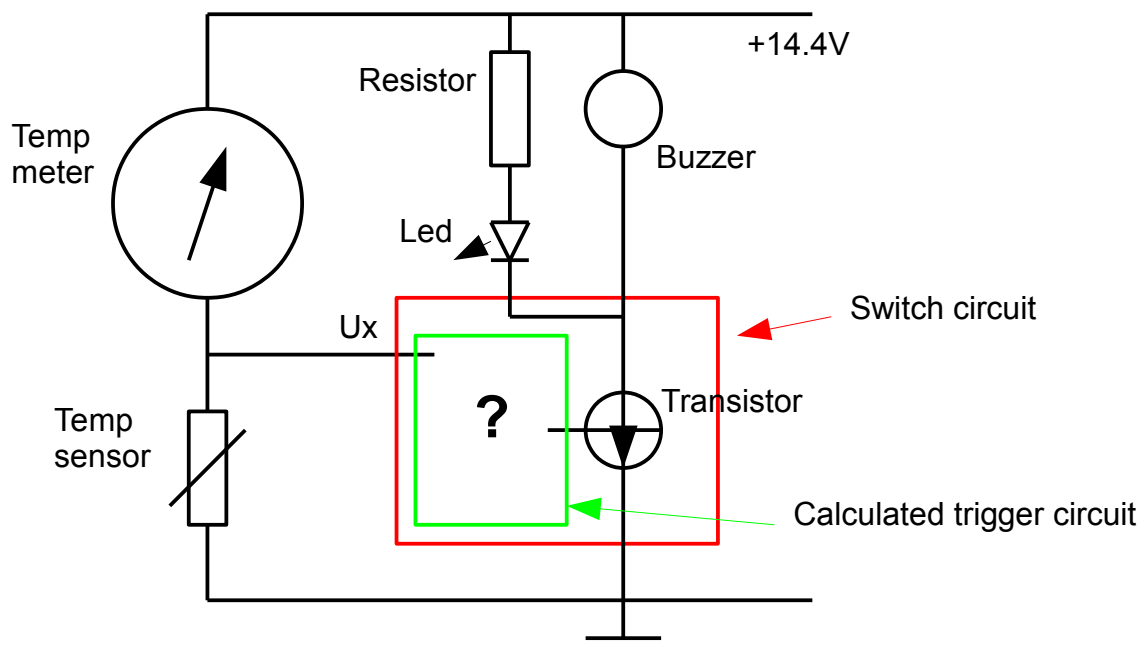 +14.4V
Resistor
Temp
meter
Buzzer
Led
Switch circuit
Ux
Transistor
Temp
sensor
?
Calculated trigger circuit